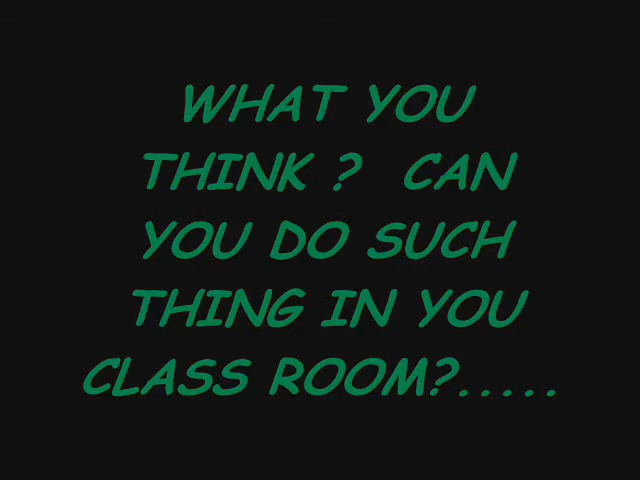 WHAT YOU
THINK ? CAN
YOU DO SUCH
THING IN YOU
CLASS ROOM?.....